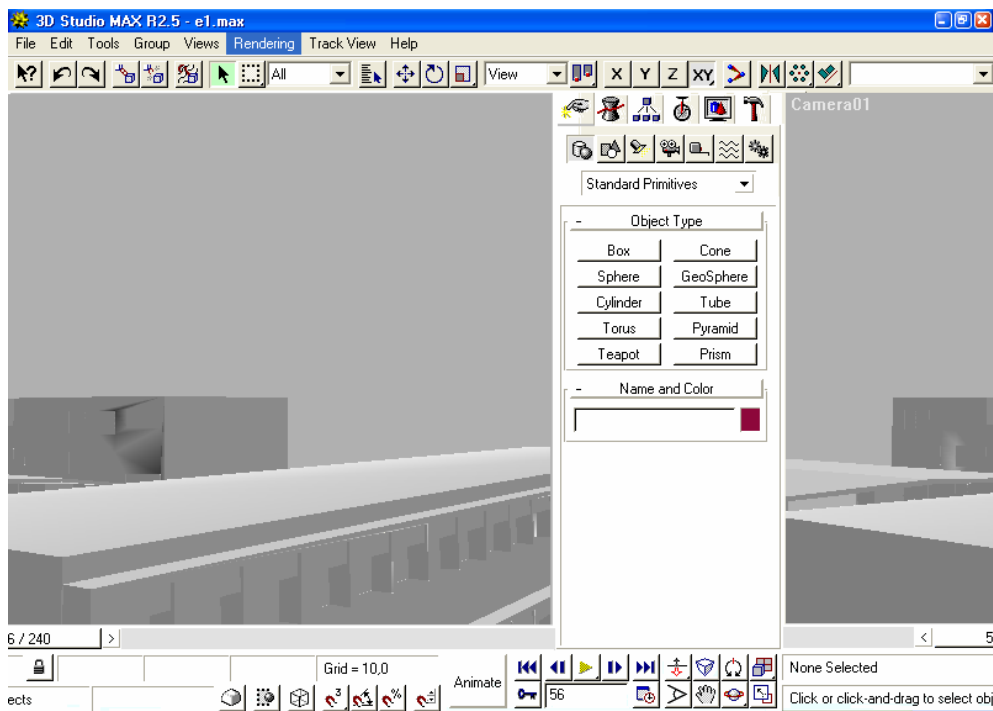 3D Studio MAX R2.5 - e1.max
File Edit Tools Group Views Rendering Track View Help
All View X Y Z XY
Camera01
Standard Primitives
- Object Type
Box Cone
Sphere GeoSphere
Cylinder Tube
Torus Pyramid
Teapot Prism
- Name and Color
6 / 240 > < 5
Grid = 10,0 Animate None Selected
ects 3 % 56 Click or click-and-drag to select obj